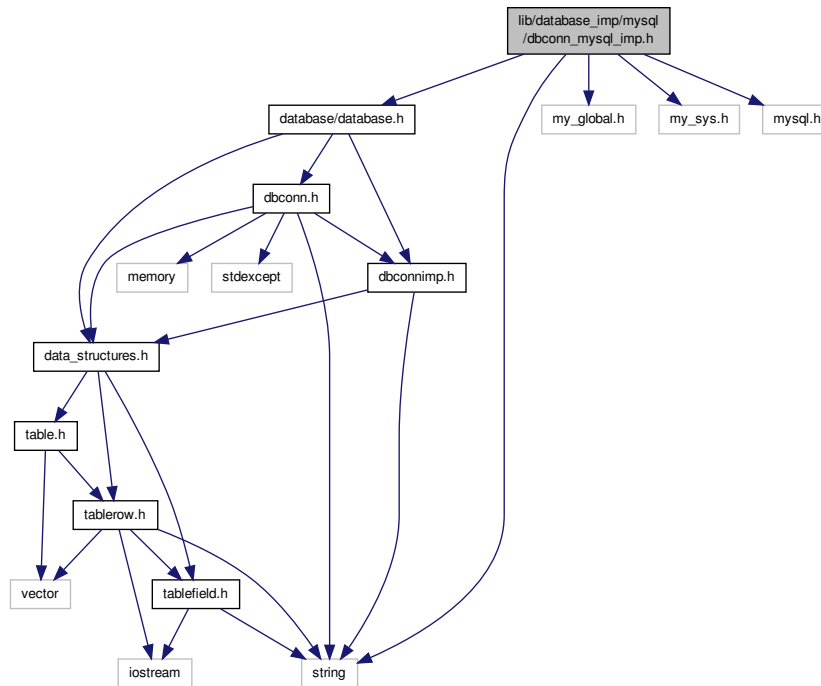 lib/database_imp/mysql
/dbconn_mysql_imp.h
database/database.h
my_global.h
my_sys.h
mysql.h
dbconn.h
memory
stdexcept
dbconnimp.h
data_structures.h
table.h
tablerow.h
vector
tablefield.h
iostream
string